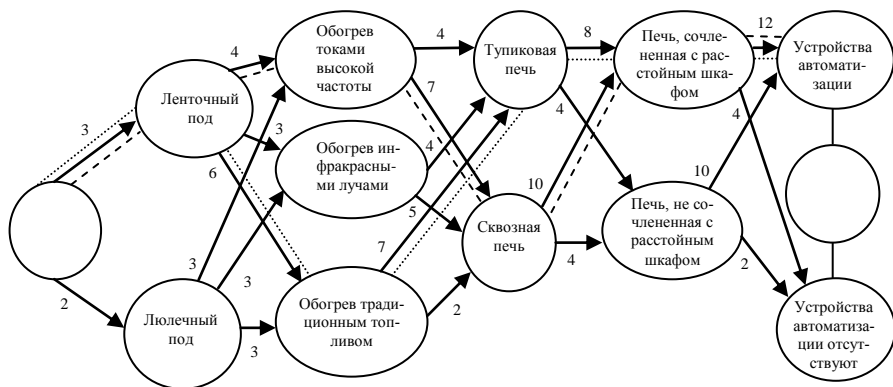 3
2
Ленточный
под
Люлечный
под
4
3
6
3
3
3
Обогрев
токами
высокой
частоты
Обогрев ин-
фракрасны-
ми лучами
Обогрев тради-
ционным топ-
ливом
4
7
4
5
7
2
Тупиковая
печь
Сквозная
печь
8
4
10
4
Печь, сочле-
ненная с рас-
стойным шка-
фом
Печь, не со-
члененная с
расстойным
шкафом
12
4
10
2
Устройства
автомати-
зации
Устройства
автоматиза-
ции отсут-
ствуют